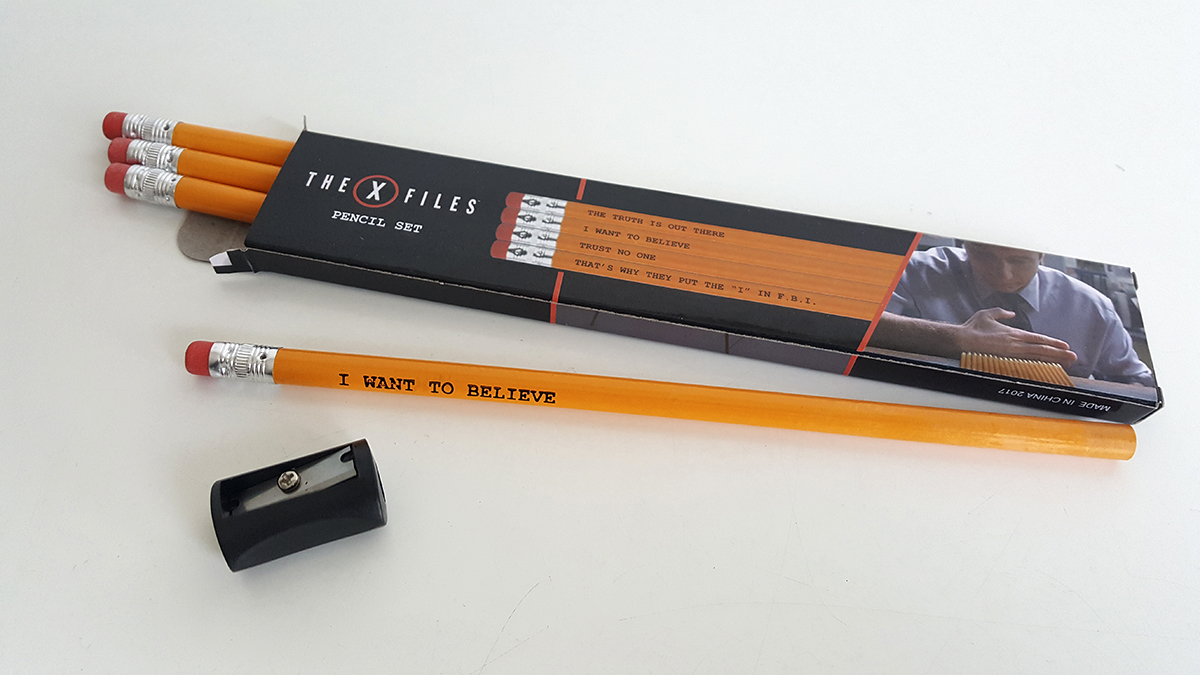 THE X FILES
PENCIL SET
THE TRUTH IS OUT THERE
I WANT TO BELIEVE
TRUST NO ONE
THAT'S WHY THEY PUT THE "I" IN F.B.I.
MADE IN CHINA 2017
I WANT TO BELIEVE